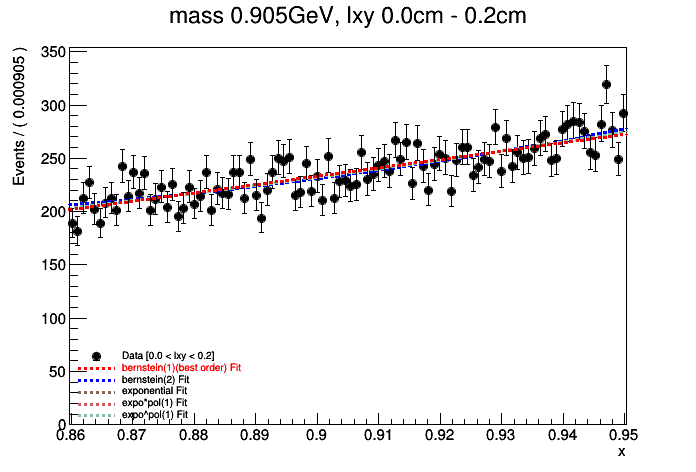 mass 0.905GeV, lxy 0.0cm - 0.2cm
Events / ( 0.000905 )
350
300
250
200
150
100
50
0
Data [0.0 < lxy < 0.2]
bernstein(1)(best order) Fit
bernstein(2) Fit
exponential Fit
expo*pol(1) Fit
expo^pol(1) Fit
0.86 0.87 0.88 0.89 0.9 0.91 0.92 0.93 0.94 0.95
x